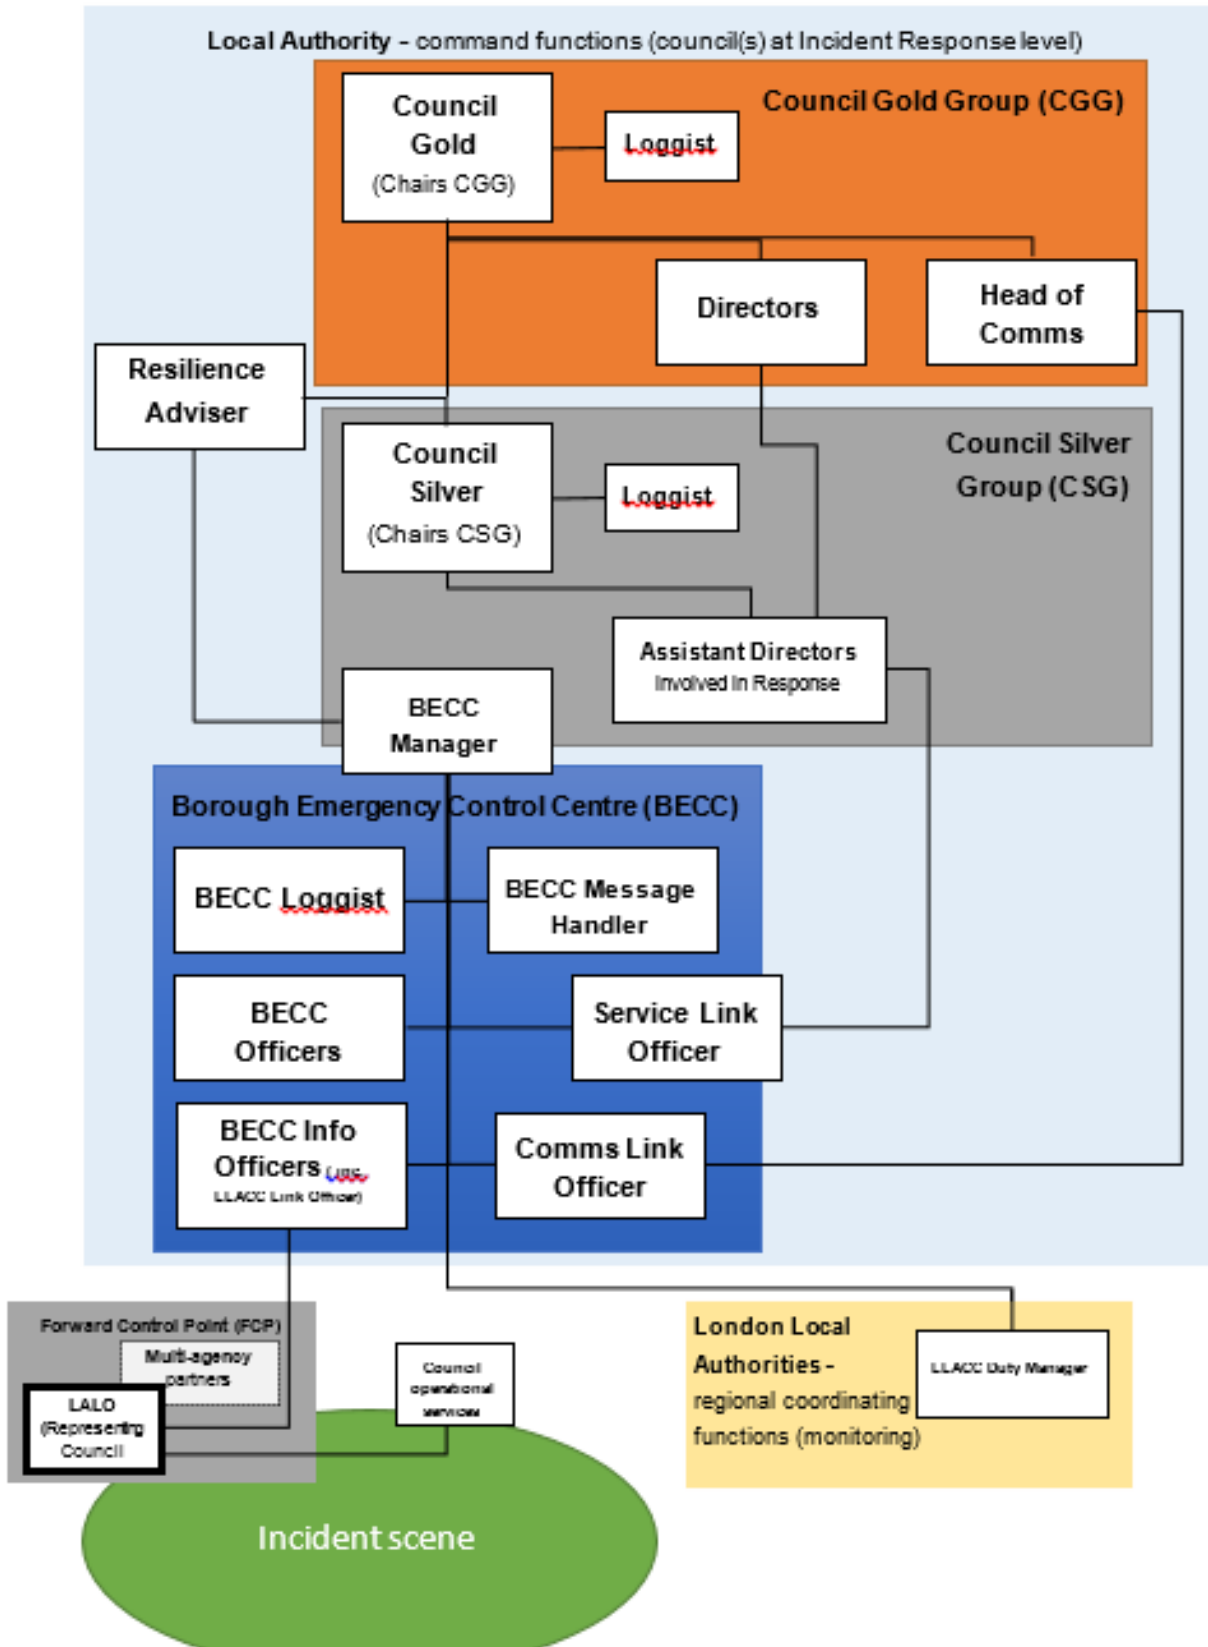 Local Authority – command functions (council(s) at Incident Response level)
Council Gold Group (CGG)
Council
Gold
(Chairs CGG)
Loggist
Directors
Head of
Comms
Resilience
Adviser
Council Silver
Group (CSG)
Council
Silver
(Chairs CSG)
Loggist
Assistant Directors
Involved In Response
BECC
Manager
Borough Emergency Control Centre (BECC)
BECC Loggist
BECC Message
Handler
BECC
Officers
Service Link
Officer
BECC Info
Officers
LLACC Link Officer)
Comms Link
Officer
Forward Control Point (FCP)
Multi-agency
partners
LALO
(Representing
Council
Council
operational
services
London Local
Authorities -
regional coordinating
functions (monitoring)
LLACC Duty Manager
Incident scene